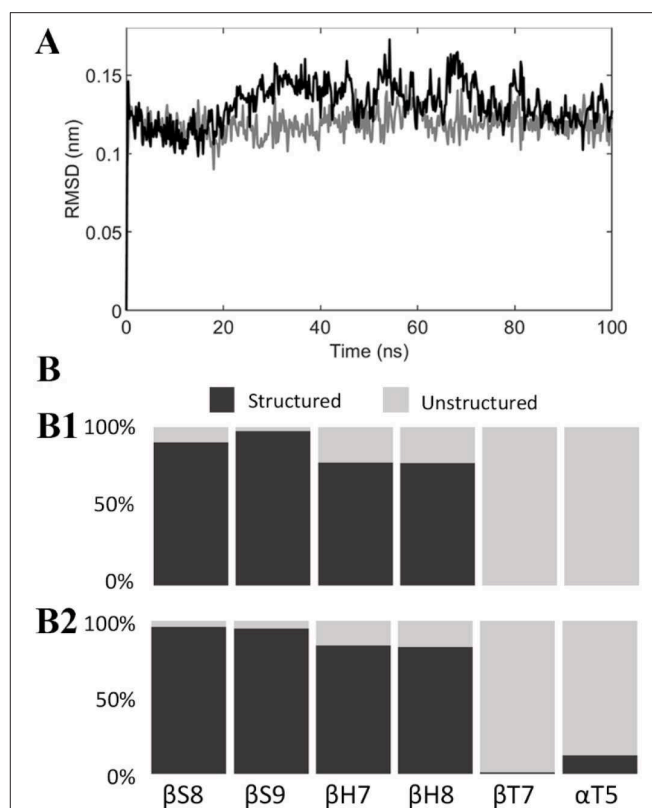 A
RMSD (nm)
0.15
0.1
0.05
0
0 20 40 60 80 100
Time (ns)
B
Structured Unstructured
B1
100%
50%
0%
B2
100%
50%
0%
βS8 βS9 βH7 βH8 βT7 αT5